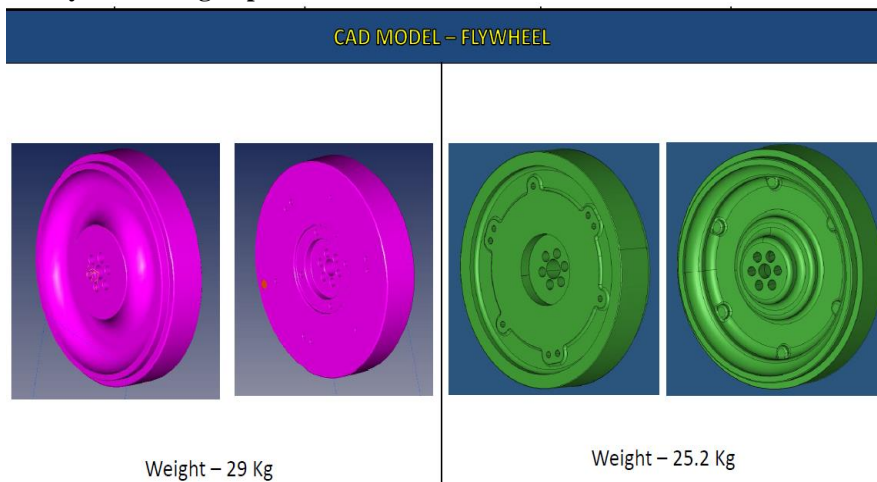 CAD MODEL – FLYWHEEL
Weight – 29 Kg
Weight – 25.2 Kg